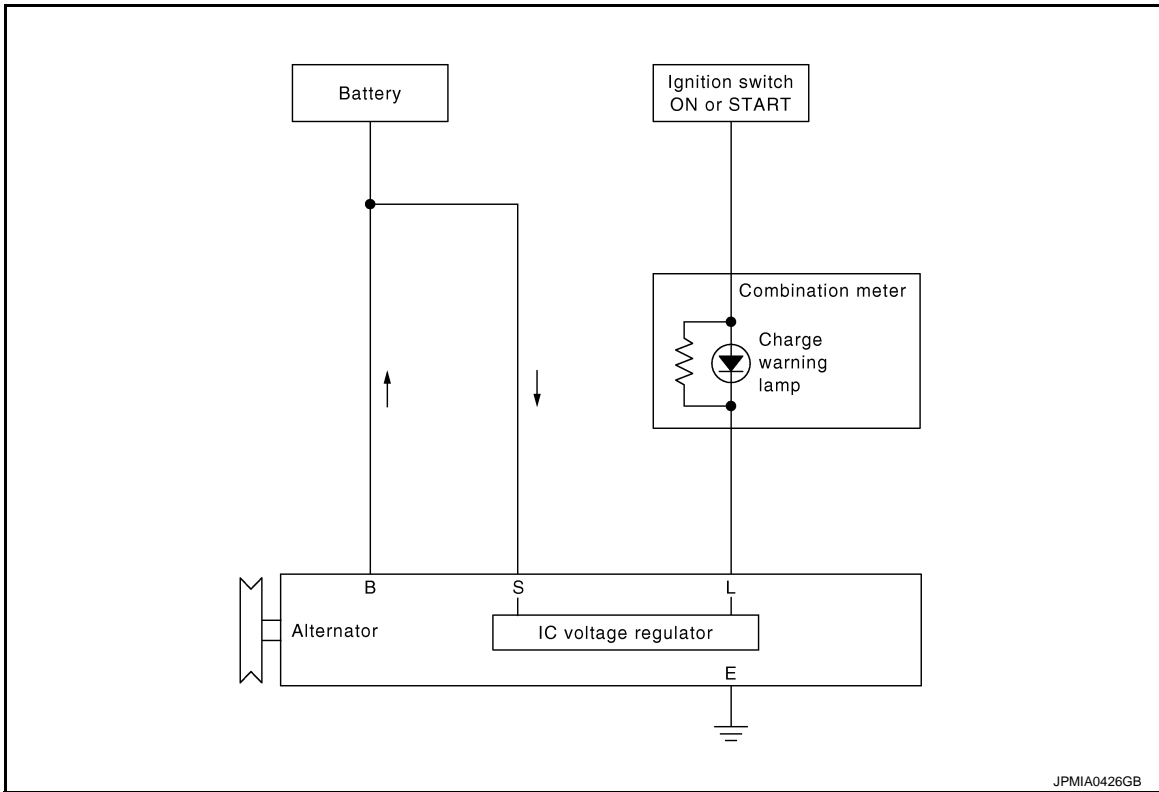 Battery
Ignition switch
ON or START
Combination meter
Charge
warning
lamp
B
S
L
Alternator
IC voltage regulator
E
JPMIA0426GB